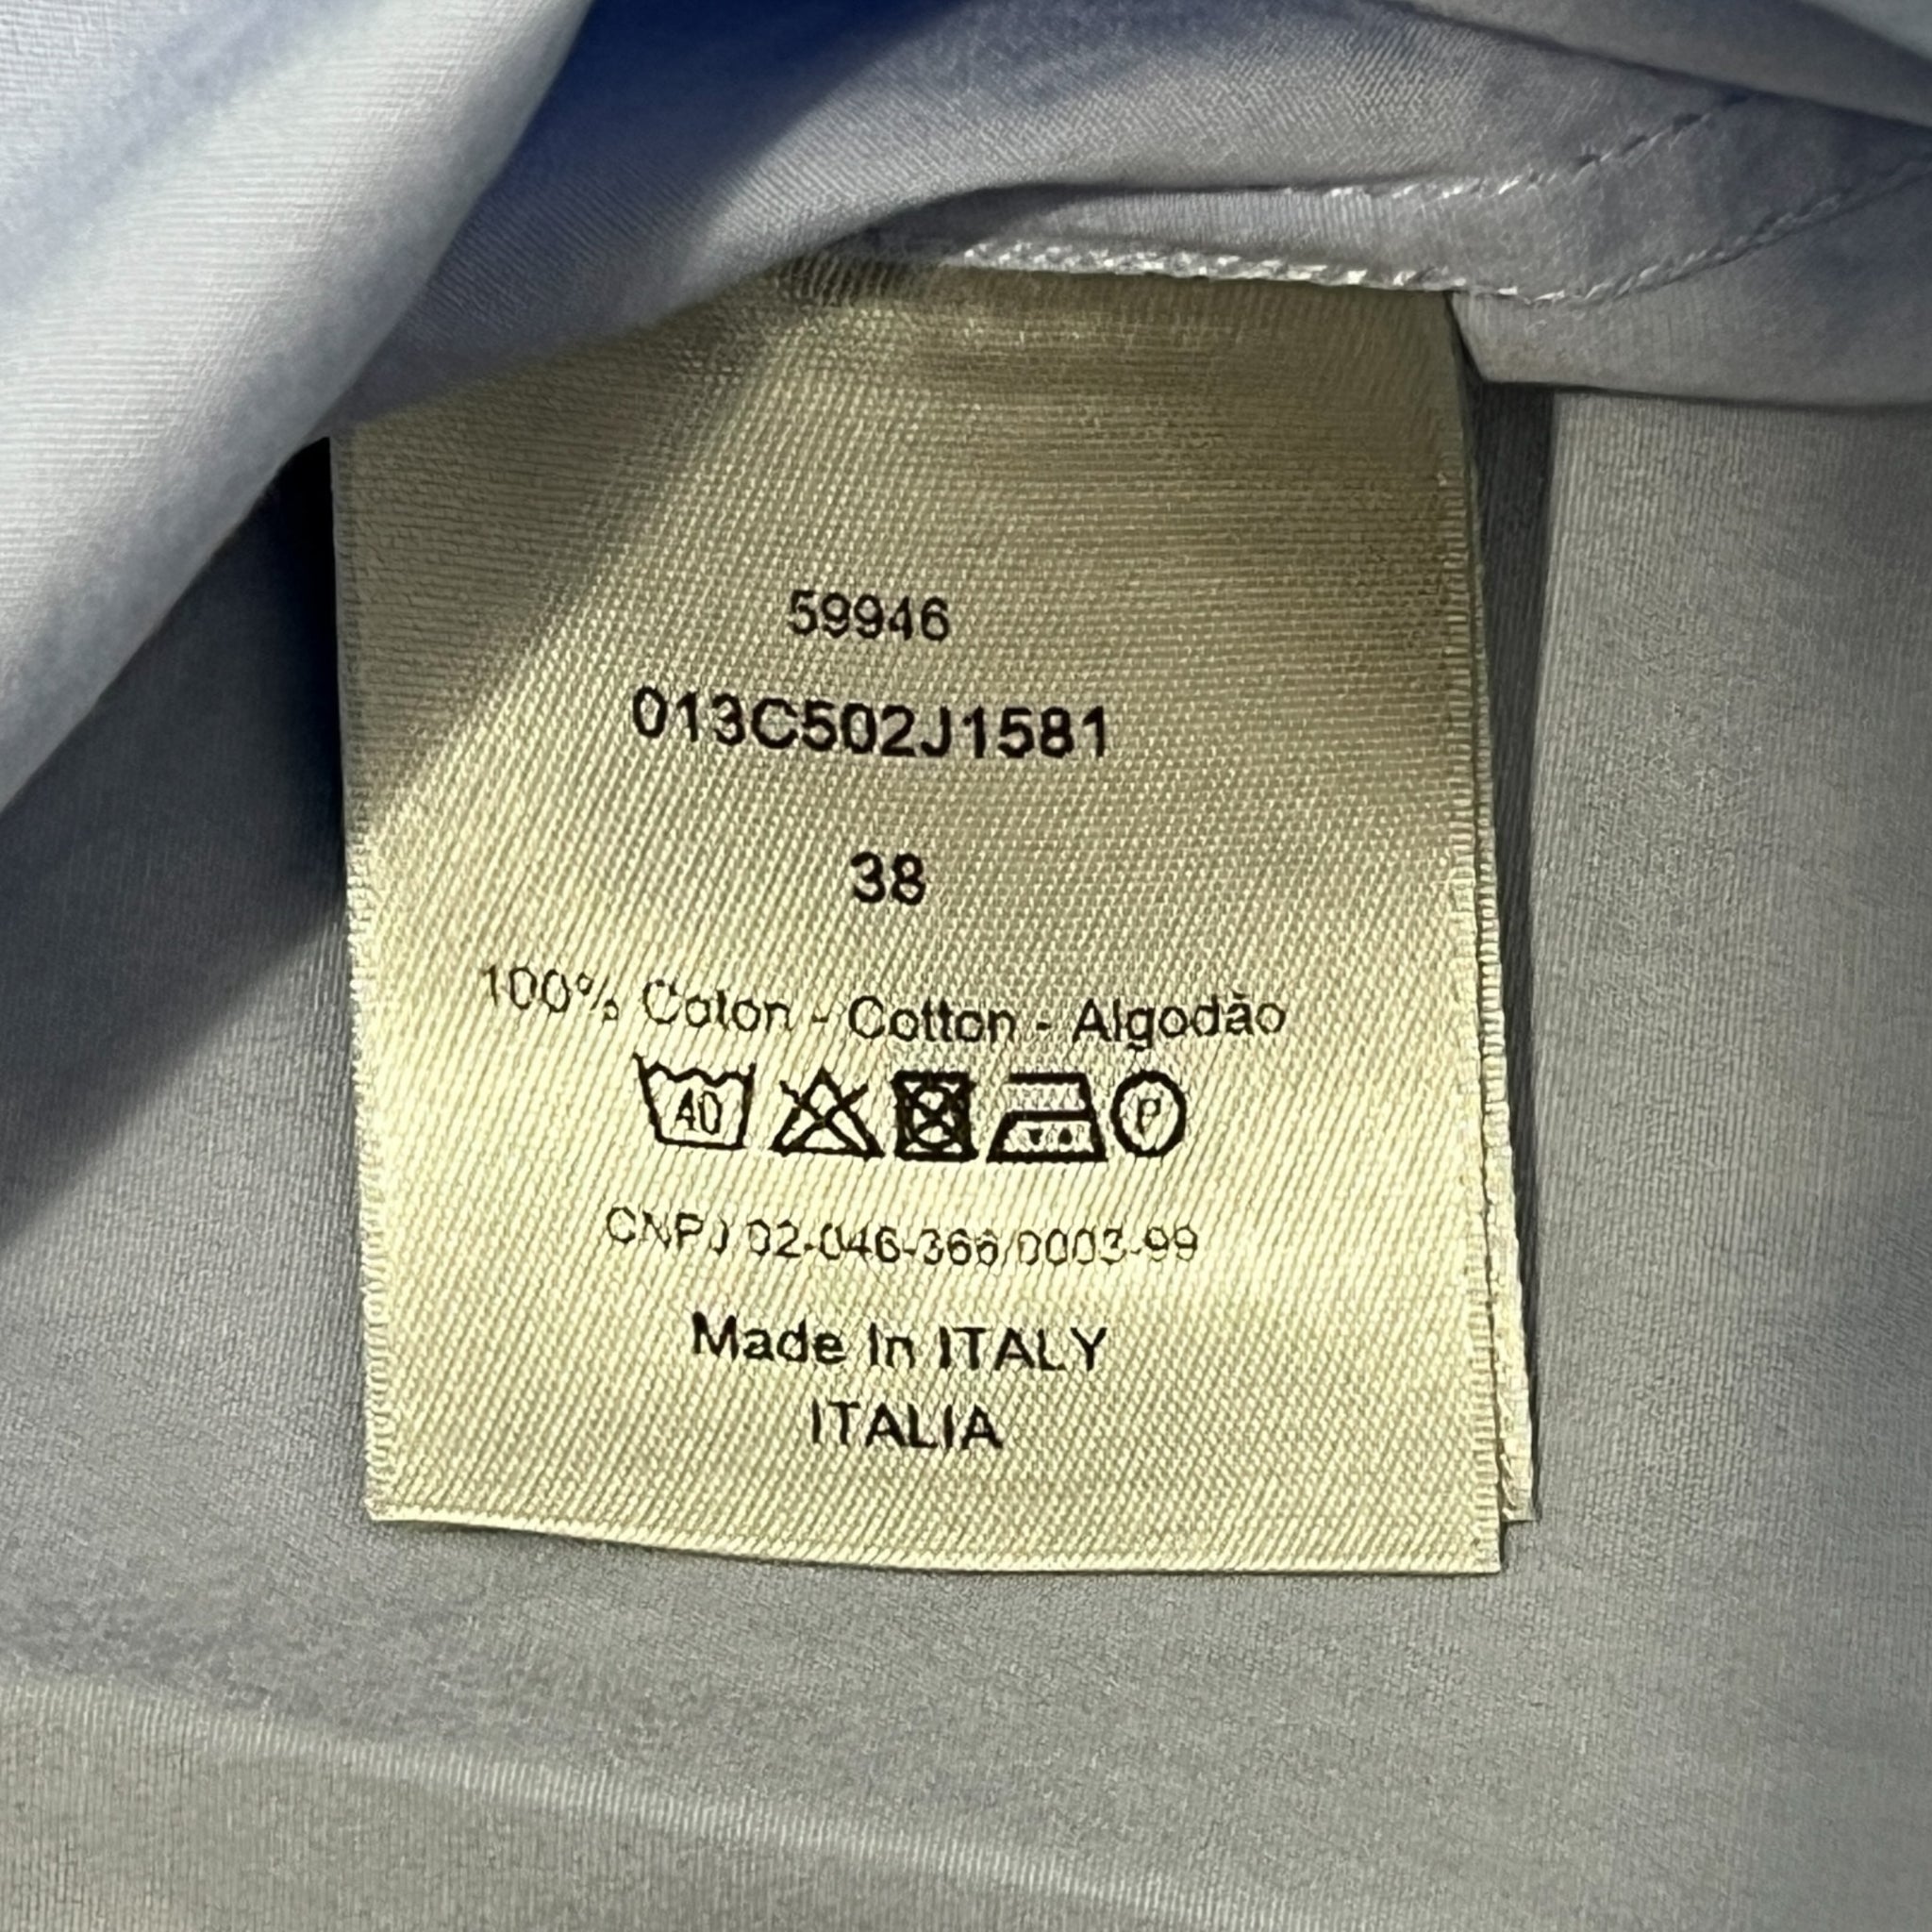 59946
013C502J1581
38
100% Coton - Cotton - Algodão
40 P
CNPJ 02-046-366/0003-99
Made In ITALY
ITALIA